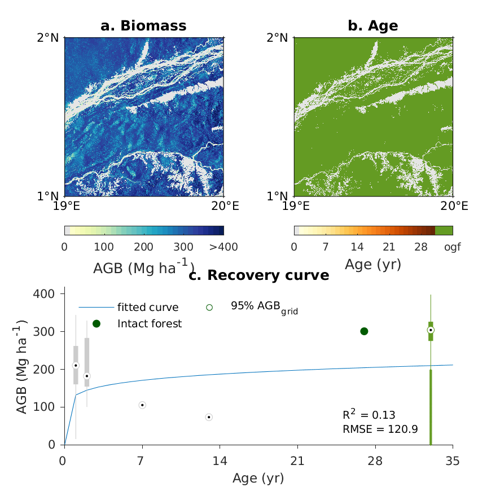 a. Biomass
b. Age
2°N
2°N
1°N
1°N
19°E 20°E
19°E 20°E
0 100 200 300 >400
0 7 14 21 28 ogf
AGB (Mg ha⁻¹)
Age (yr)
c. Recovery curve
400
300
200
100
0
AGB (Mg ha⁻¹)
fitted curve
95% AGB_grid
Intact forest
R² = 0.13
RMSE = 120.9
0 7 14 21 28 35
Age (yr)